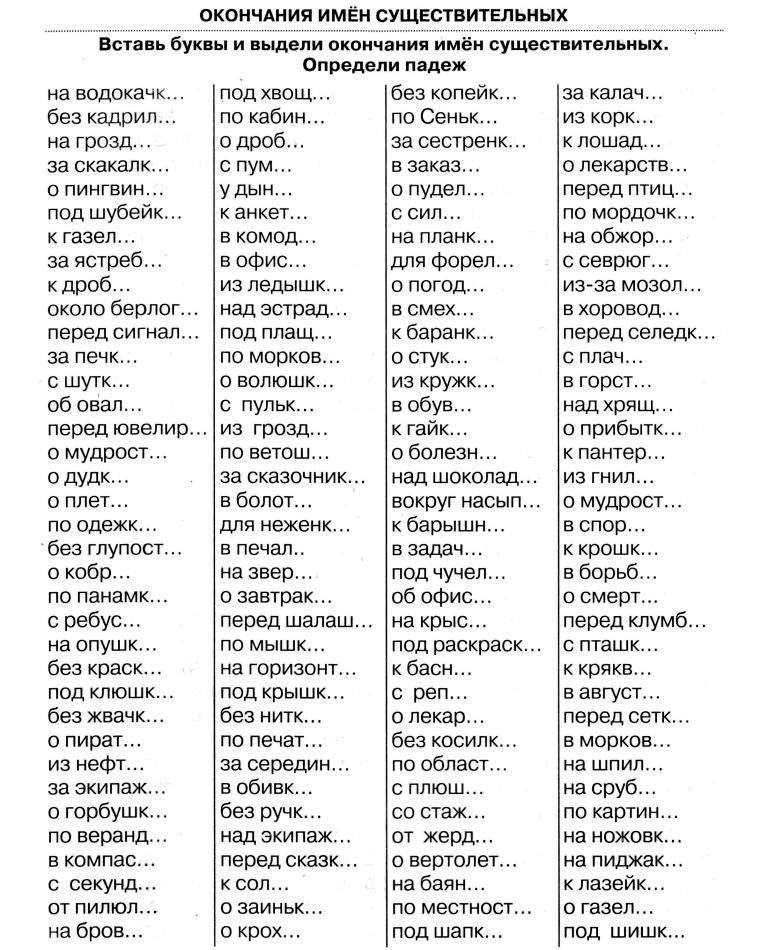 ОКОНЧАНИЯ ИМЁН СУЩЕСТВИТЕЛЬНЫХ
Вставь буквы и выдели окончания имён существительных.
Определи падеж
на водокачк...
без кадрил...
на грозд...
за скакалк...
о пингвин...
под шубейк...
к газел...
за ястреб...
к дроб...
около берлог...
перед сигнал...
за печк...
с шутк...
об овал...
перед ювелир...
о мудрост...
о дудк...
о плет...
по одежк...
без глупост...
о кобр...
по панамк...
с ребус...
на опушк...
без краск...
под клюшк...
без жвачк...
о пират...
из нефт...
за экипаж...
о горбушк...
по веранд...
в компас...
с секунд...
от пилюл...
на бров...
под хвощ...
по кабин...
о дроб...
с пум...
у дын...
к анкет...
в комод...
в офис...
из ледышк...
над эстрад...
под плащ...
по морков...
о волюшк...
с пульк...
из грозд...
по ветош...
за сказочник...
в болот...
для неженк...
в печал..
на звер...
о завтрак...
перед шалаш...
по мышк...
на горизонт...
под крышк...
без нитк...
по печат...
за середин...
в обивк...
без ручк...
над экипаж...
перед сказк...
к сол...
о заиньк...
о крох...
без копейк...
по Сеньк...
за сестренк...
в заказ...
о пудел...
с сил...
на планк...
для форел...
о погод...
в смех...
к баранк...
о стук...
из кружк...
в обув...
к гайк...
о болезн...
над шоколад...
вокруг насып...
к барышн...
в задач...
под чучел...
об офис...
на крыс...
под раскраск...
к басн...
с реп...
о лекар...
без косилк...
по област...
с плюш...
со стаж...
от жерд...
о вертолет...
на баян...
по местност...
под шапк...
за калач...
из корк...
к лошад...
о лекарств...
перед птиц...
по мордочк...
на обжор...
с севрюг...
из-за мозол...
в хоровод...
перед селедк...
с плач...
в горст...
над хрящ...
о прибытк...
к пантер...
из гнил...
о мудрост...
в спор...
к крошк...
в борьб...
о смерт...
перед клумб...
с пташк...
к крякв...
в август...
перед сетк...
в морков...
на шпил...
на сруб...
по картин...
на ножовк...
на пиджак...
к лазейк...
о газел...
под шишк...